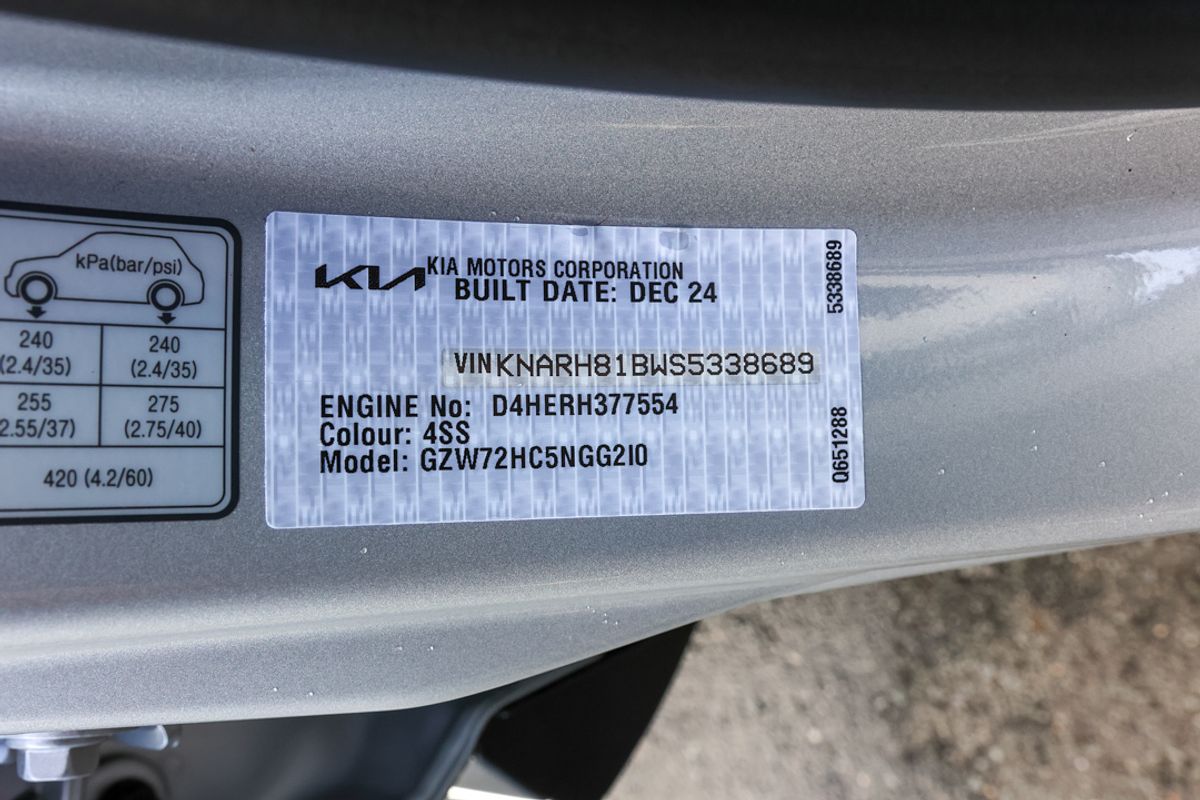 kPa(bar/psi)
240 240
(2.4/35) (2.4/35)
255 275
2.55/37) (2.75/40)
420 (4.2/60)
KIA KIA MOTORS CORPORATION
BUILT DATE: DEC 24
VIN KNARH81BWS5338689
ENGINE No: D4HERH377554
Colour: 4SS
Model: GZW72HC5NGG2I0
5338689
Q651288